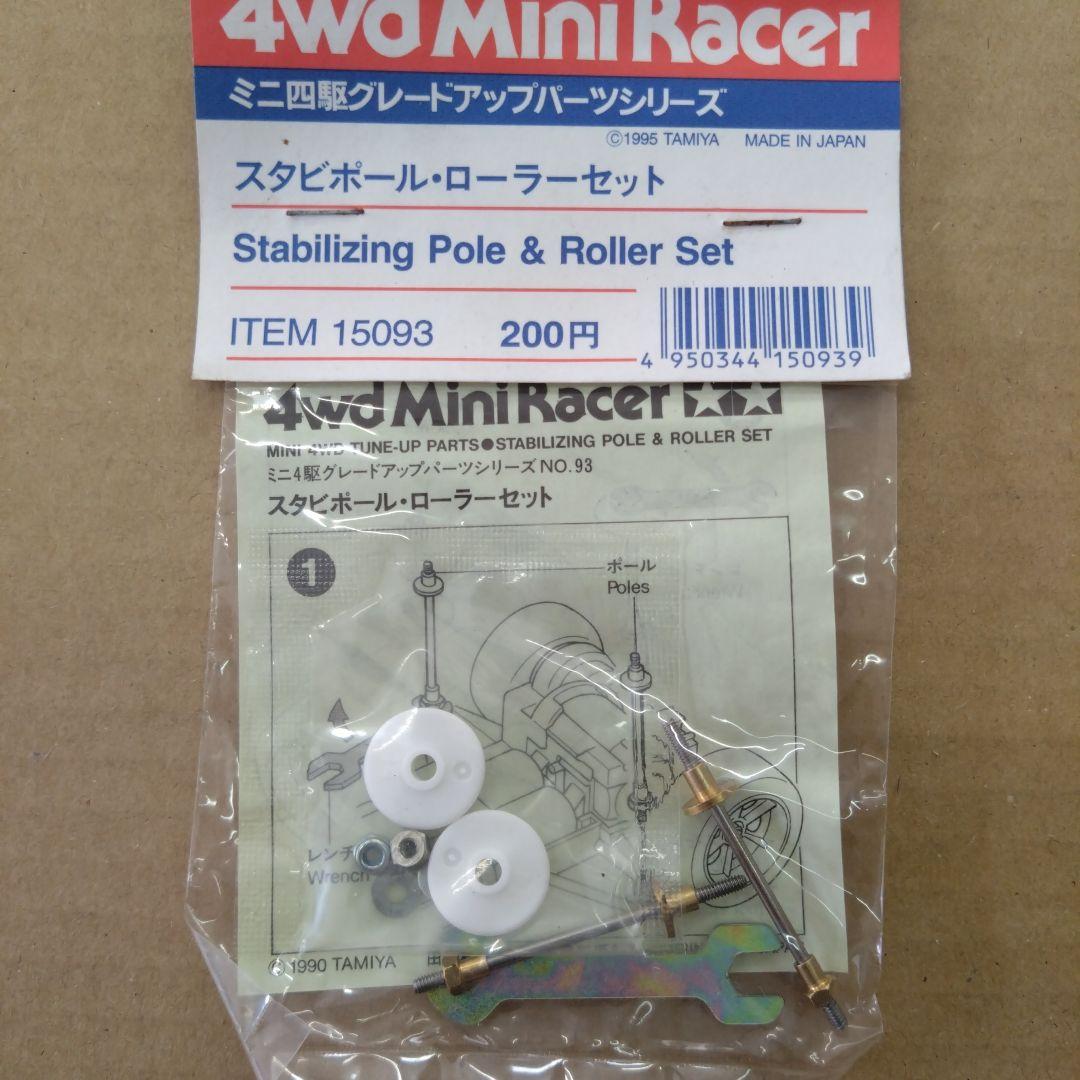 4wd Mini Racer
ミニ四駆グレードアップパーツシリーズ
©1995 TAMIYA MADE IN JAPAN
スタビポール・ローラーセット
Stabilizing Pole & Roller Set
ITEM 15093 200円
4 950344 150939
4wd Mini Racer
MINI 4WD TUNE-UP PARTS●STABILIZING POLE & ROLLER SET
ミニ4駆グレードアップパーツシリーズNO.93
スタビポール・ローラーセット
1
ポール
Poles
レンチ
Wrench
© 1990 TAMIYA